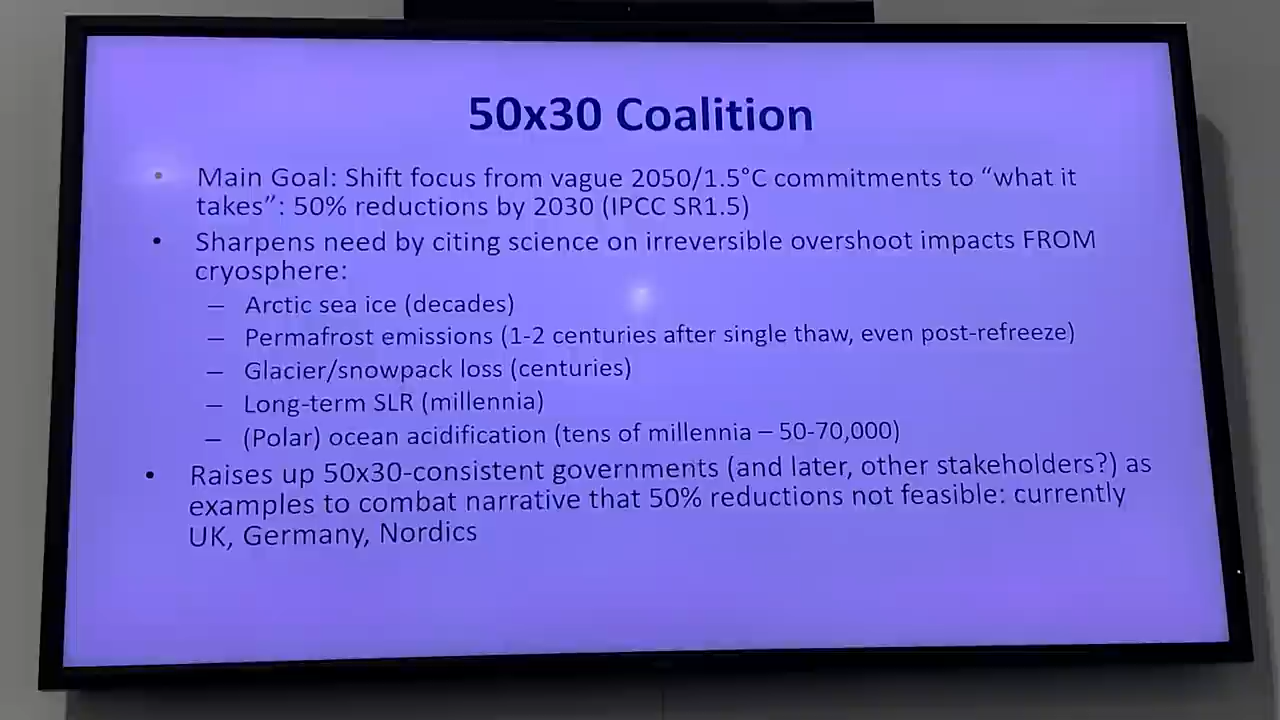 50x30 Coalition
• Main Goal: Shift focus from vague 2050/1.5°C commitments to “what it
takes”: 50% reductions by 2030 (IPCC SR1.5)
• Sharpens need by citing science on irreversible overshoot impacts FROM
cryosphere:
– Arctic sea ice (decades)
– Permafrost emissions (1-2 centuries after single thaw, even post-refreeze)
– Glacier/snowpack loss (centuries)
– Long-term SLR (millennia)
– (Polar) ocean acidification (tens of millennia – 50-70,000)
• Raises up 50x30-consistent governments (and later, other stakeholders?) as
examples to combat narrative that 50% reductions not feasible: currently
UK, Germany, Nordics